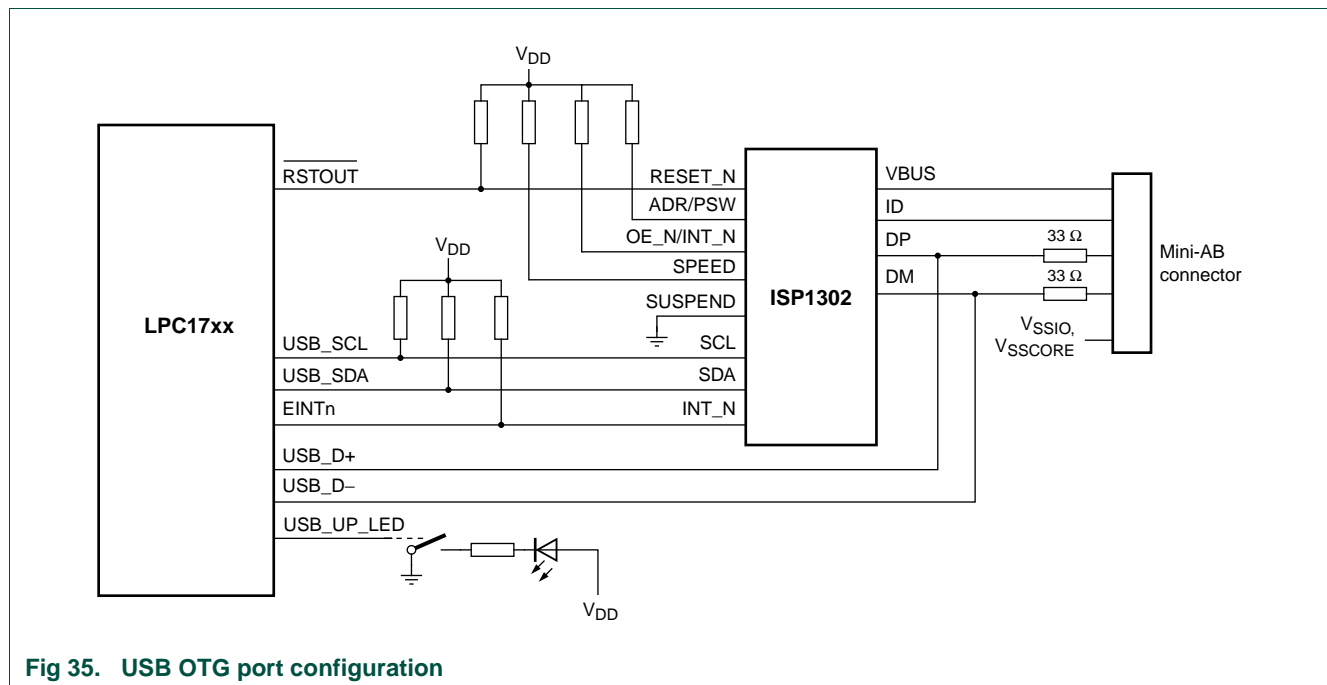 VDD
RSTOUT
RESET_N
ADR/PSW
OE_N/INT_N
SPEED
SUSPEND
VDD
LPC17xx
USB_SCL
USB_SDA
EINTn
SCL
SDA
INT_N
USB_D+
USB_D−
USB_UP_LED
VDD
ISP1302
VBUS
ID
DP
DM
33 Ω
33 Ω
VSSIO,
VSSCORE
Mini-AB
connector
Fig 35. USB OTG port configuration